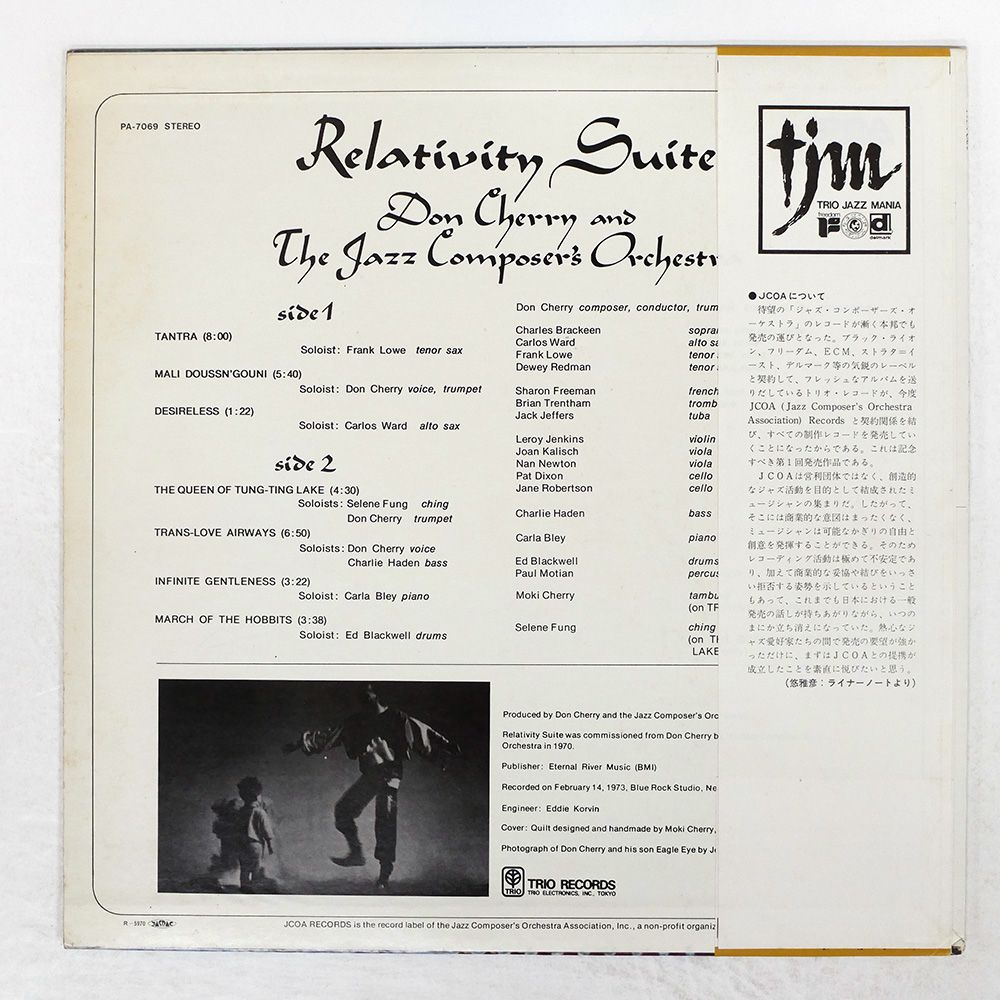 PA-7069 STEREO
Relativity Suite
Don Cherry and
The Jazz Composer's Orchestr
side 1
TANTRA (8:00)
Soloist: Frank Lowe tenor sax
MALI DOUSSN'GOUNI (5:40)
Soloist: Don Cherry voice, trumpet
DESIRELESS (1:22)
Soloist: Carlos Ward alto sax
side 2
THE QUEEN OF TUNG-TING LAKE (4:30)
Soloists: Selene Fung ching
Don Cherry trumpet
TRANS-LOVE AIRWAYS (6:50)
Soloists: Don Cherry voice
Charlie Haden bass
INFINITE GENTLENESS (3:22)
Soloist: Carla Bley piano
MARCH OF THE HOBBITS (3:38)
Soloist: Ed Blackwell drums
Don Cherry composer, conductor, trum
Charles Brackeen sopran
Carlos Ward alto sa
Frank Lowe tenor
Dewey Redman tenor
Sharon Freeman french
Brian Trentham tromb
Jack Jeffers tuba
Leroy Jenkins violin
Joan Kalisch viola
Nan Newton viola
Pat Dixon cello
Jane Robertson cello
Charlie Haden bass
Carla Bley piano
Ed Blackwell drums
Paul Motian percus
Moki Cherry tambu
(on TR
Selene Fung ching
(on TH
LAKE
Produced by Don Cherry and the Jazz Composer's Orc
Relativity Suite was commissioned from Don Cherry b
Orchestra in 1970.
Publisher: Eternal River Music (BMI)
Recorded on February 14, 1973, Blue Rock Studio, Ne
Engineer: Eddie Korvin
Cover: Quilt designed and handmade by Moki Cherry,
Photograph of Don Cherry and his son Eagle Eye by Je
TRIO
TRIO RECORDS
TRIO ELECTRONICS, INC., TOKYO
R-5970 JASRAC
JCOA RECORDS is the record label of the Jazz Composer's Orchestra Association, Inc., a non-profit organiz
tjm
TRIO JAZZ MANIA
freedom
delmark
●JCOAについて
待望の「ジャズ・コンポーザーズ・オ
ーケストラ」のレコードが漸く本邦でも
発売の運びとなった。ブラック・ライオ
ン、フリーダム、ECM、ストラタ=イ
ースト、デルマーク等の気鋭のレーベル
と契約して、フレッシュなアルバムを送
りだしているトリオ・レコードが、今度
JCOA (Jazz Composer's Orchestra
Association) Records と契約関係を結
び、すべての制作レコードを発売してい
くことになったからである。これは記念
すべき第1回発売作品である。
JCOAは営利団体ではなく、創造的
なジャズ活動を目的として結成されたミ
ュージシャンの集まりだ。したがって、
そこには商業的な意図はまったくなく、
ミュージシャンは可能なかぎりの自由と
創意を発揮することができる。そのため
レコーディング活動は極めて不安定であ
り、加えて商業的な妥協や結びをいっさ
い拒否する姿勢を示しているということ
もあって、これまでも日本における一般
発売の話しが持ちあがりながら、いつの
まにか立ち消えになっていた。熱心なジ
ャズ愛好家たちの間で発売の要望が強か
っただけに、まずはJCOAとの提携が
成立したことを素直に悦びたいと思う。
(悠雅彦:ライナーノートより)